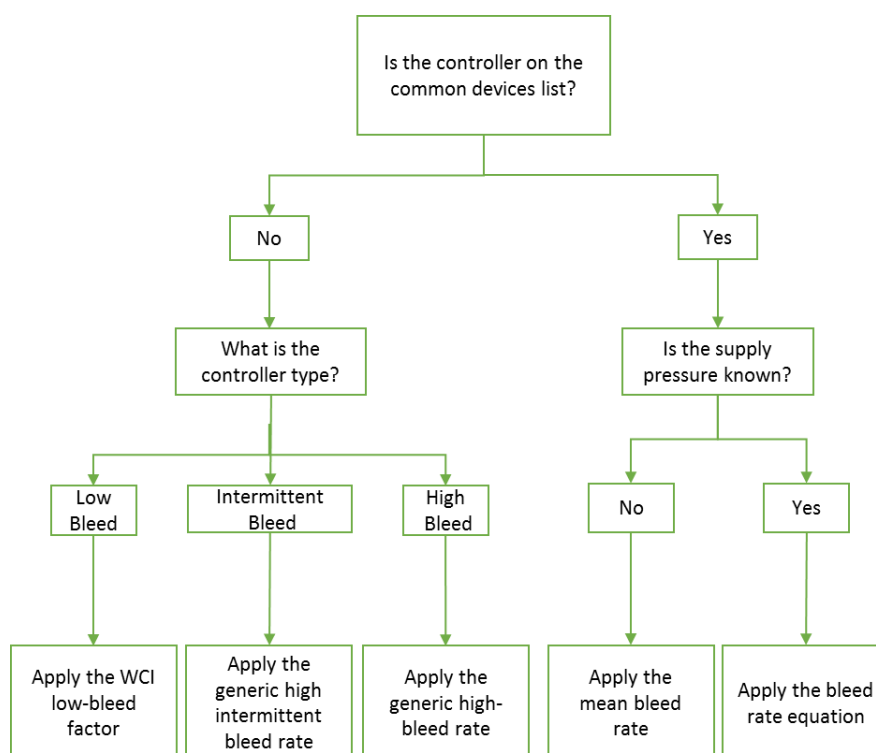 Is the controller on the
common devices list?
No
Yes
What is the
controller type?
Is the supply
pressure known?
Low
Bleed
Intermittent
Bleed
High
Bleed
No
Yes
Apply the WCI
low-bleed
factor
Apply the
generic high
intermittent
bleed rate
Apply the
generic high-
bleed rate
Apply the
mean bleed
rate
Apply the bleed
rate equation